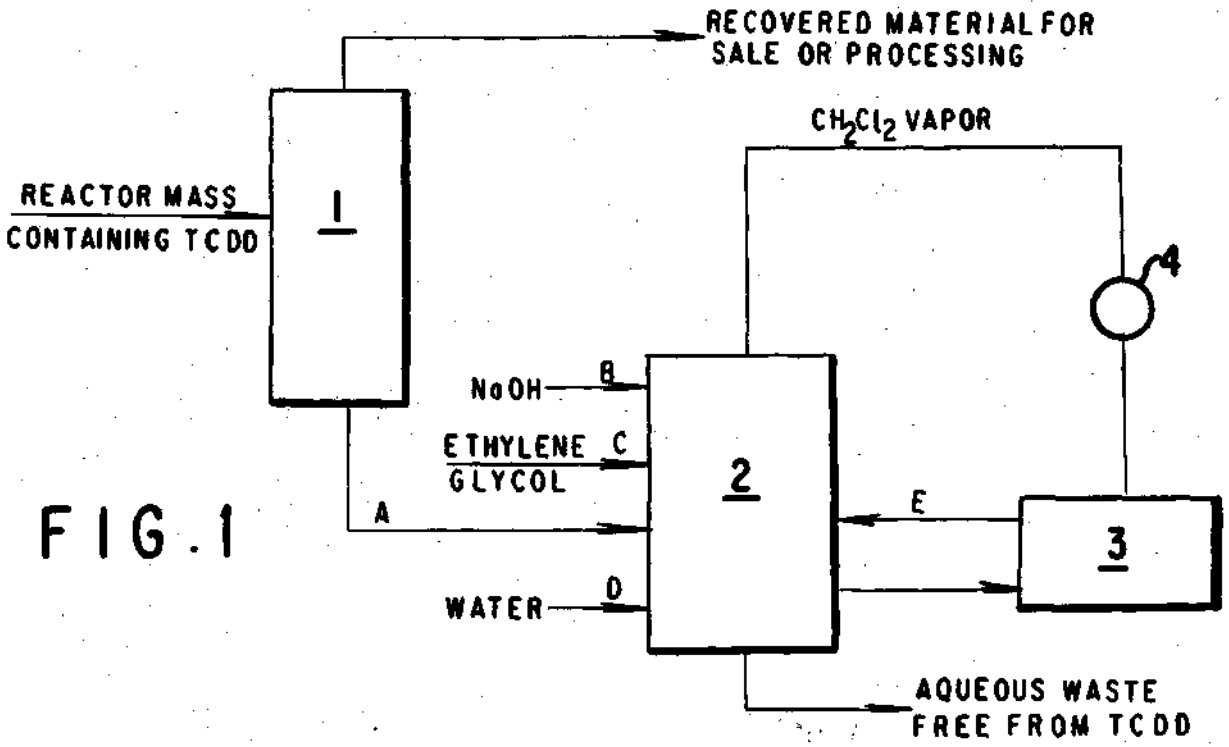 RECOVERED MATERIAL FOR
SALE OR PROCESSING
CH2Cl2 VAPOR
REACTOR MASS
CONTAINING TCDD
1
4
NaOH
B
ETHYLENE
GLYCOL
C
2
A
E
3
FIG.1
WATER
D
AQUEOUS WASTE
FREE FROM TCDD